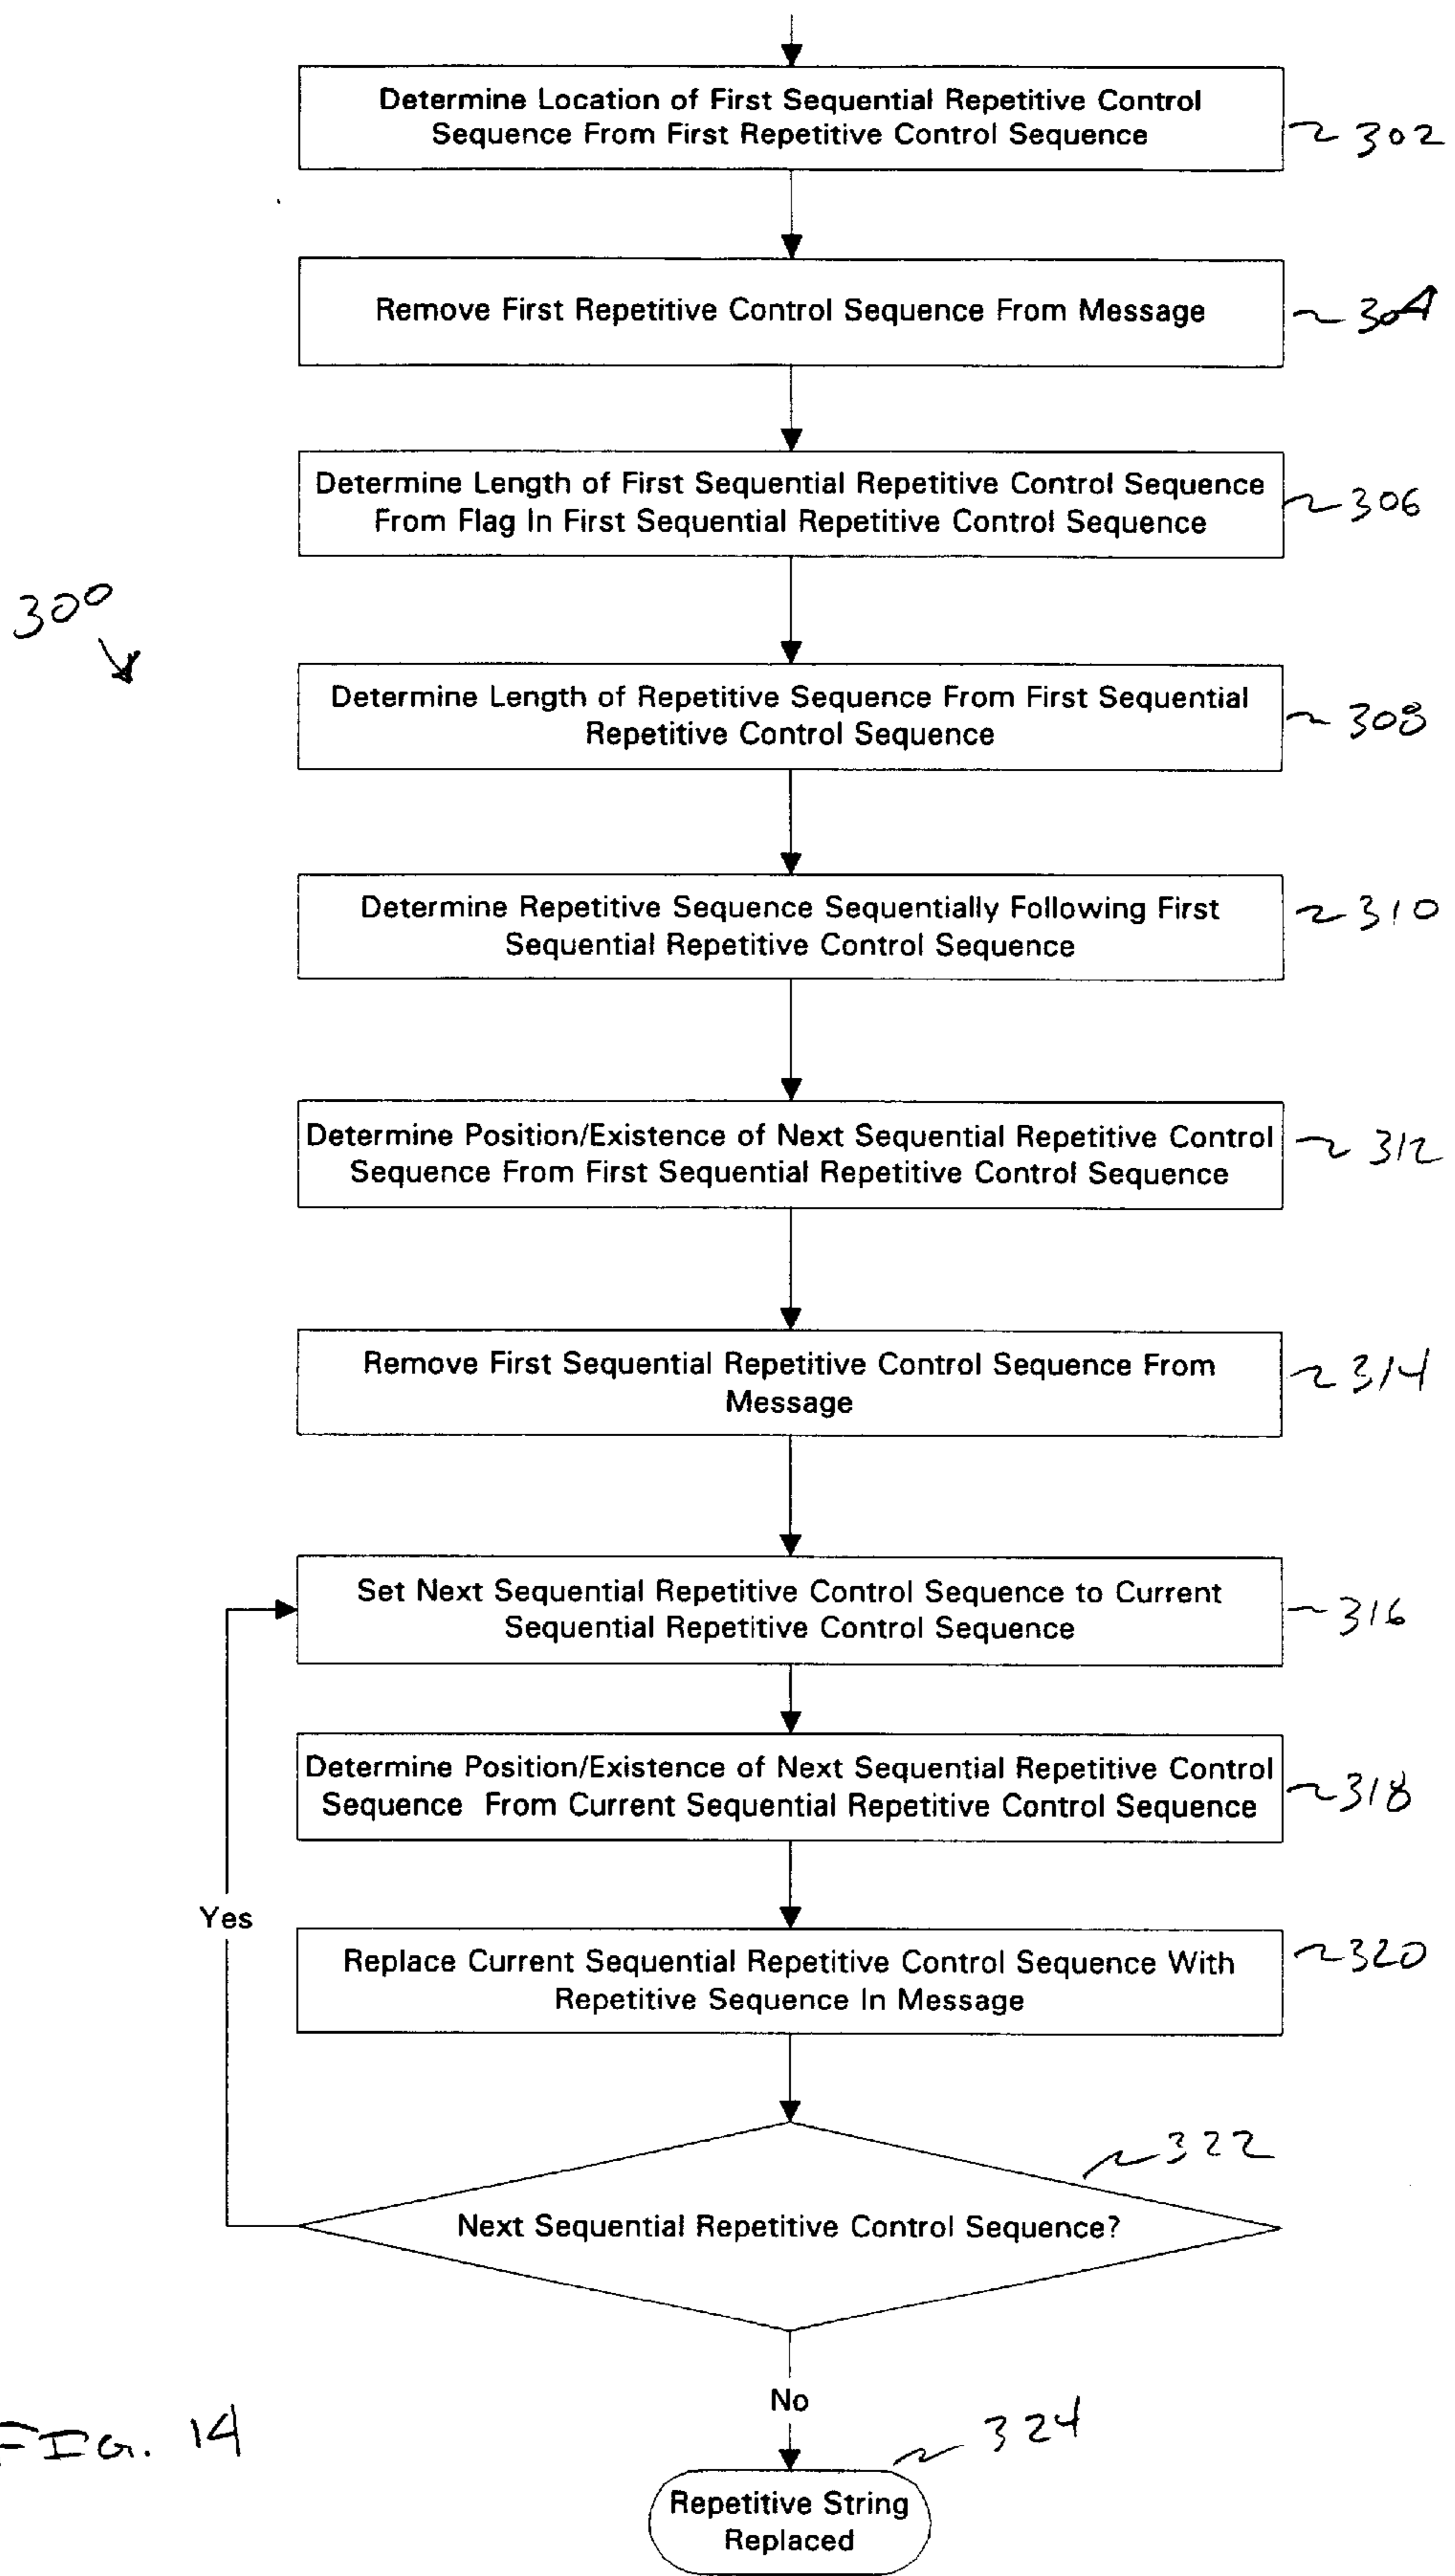 Determine Location of First Sequential Repetitive Control
Sequence From First Repetitive Control Sequence
302
Remove First Repetitive Control Sequence From Message
304
Determine Length of First Sequential Repetitive Control Sequence
From Flag In First Sequential Repetitive Control Sequence
306
300
Determine Length of Repetitive Sequence From First Sequential
Repetitive Control Sequence
308
Determine Repetitive Sequence Sequentially Following First
Sequential Repetitive Control Sequence
310
Determine Position/Existence of Next Sequential Repetitive Control
Sequence From First Sequential Repetitive Control Sequence
312
Remove First Sequential Repetitive Control Sequence From
Message
314
Set Next Sequential Repetitive Control Sequence to Current
Sequential Repetitive Control Sequence
316
Determine Position/Existence of Next Sequential Repetitive Control
Sequence From Current Sequential Repetitive Control Sequence
318
Yes
Replace Current Sequential Repetitive Control Sequence With
Repetitive Sequence In Message
320
322
Next Sequential Repetitive Control Sequence?
No
FIG. 14
324
Repetitive String
Replaced